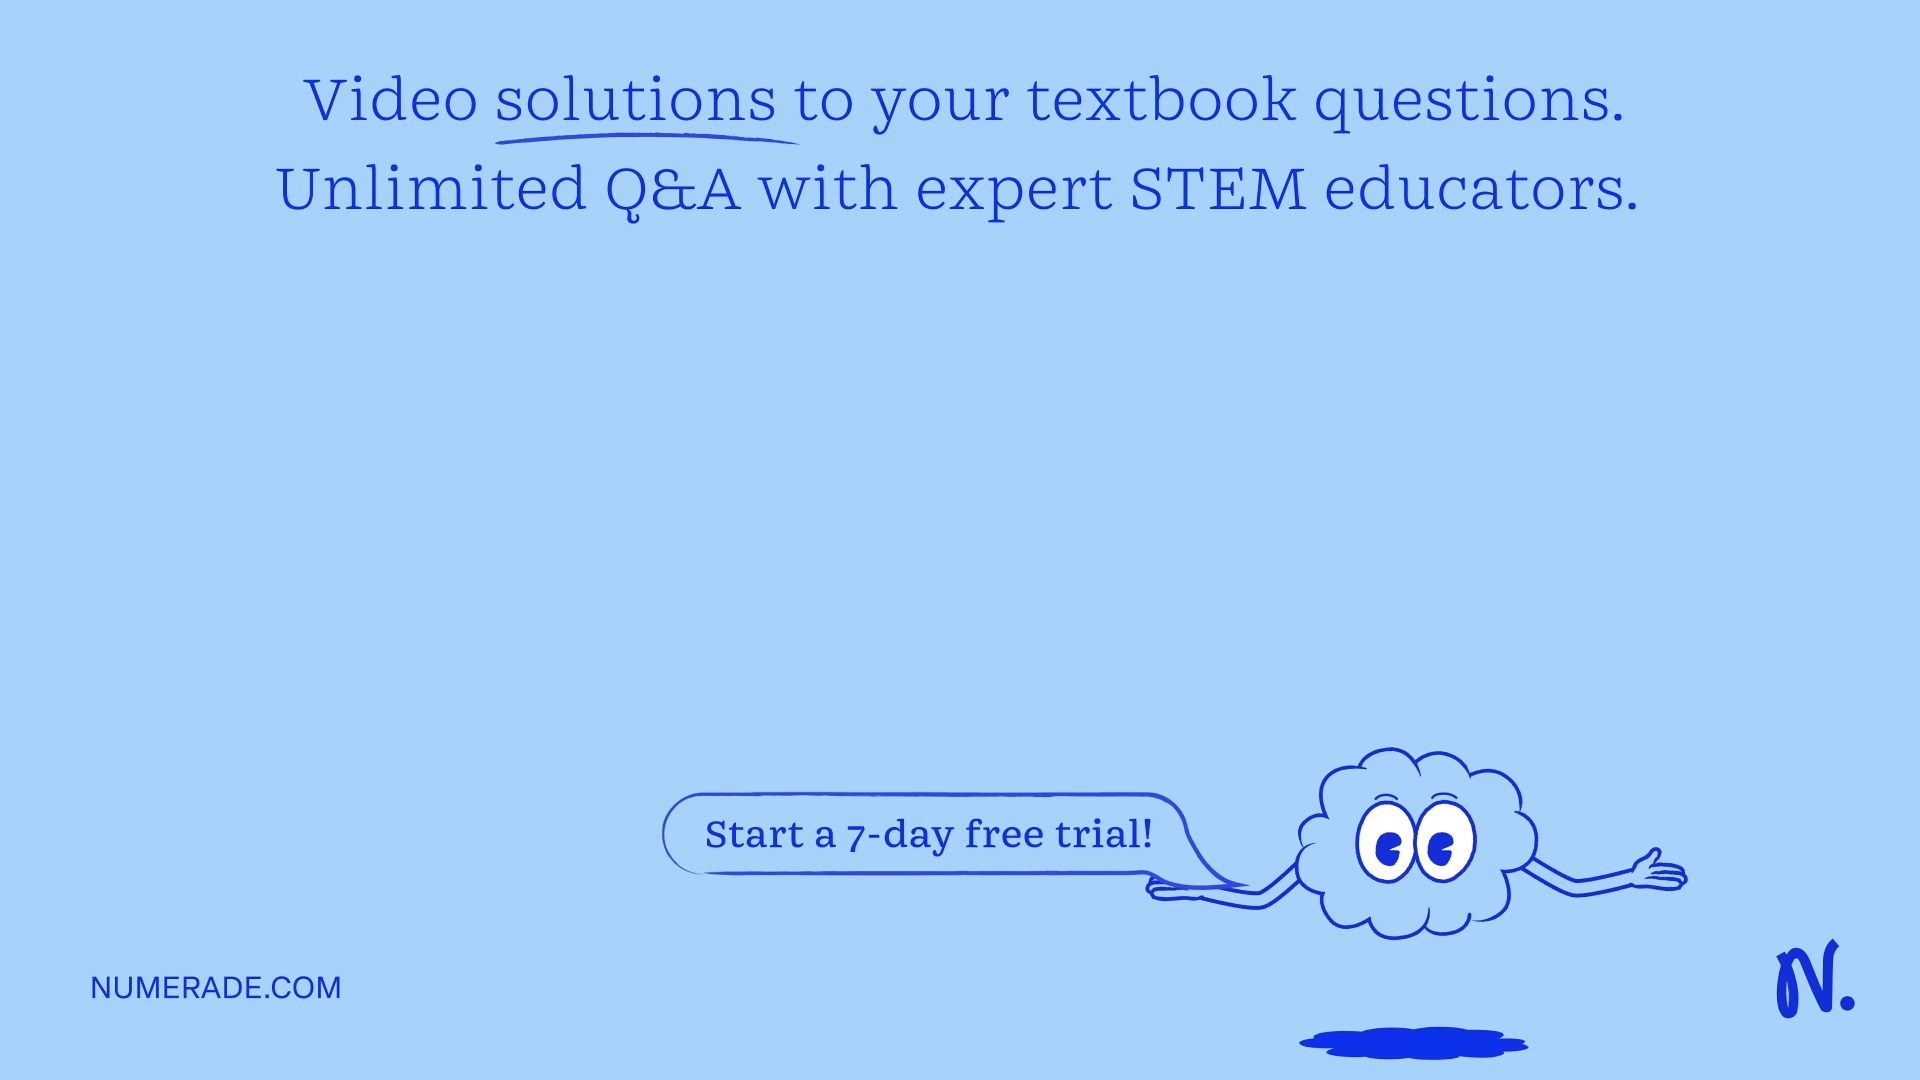 Video solutions to your textbook questions.
Unlimited Q&A with expert STEM educators.
Start a 7-day free trial!
NUMERADE.COM
N.